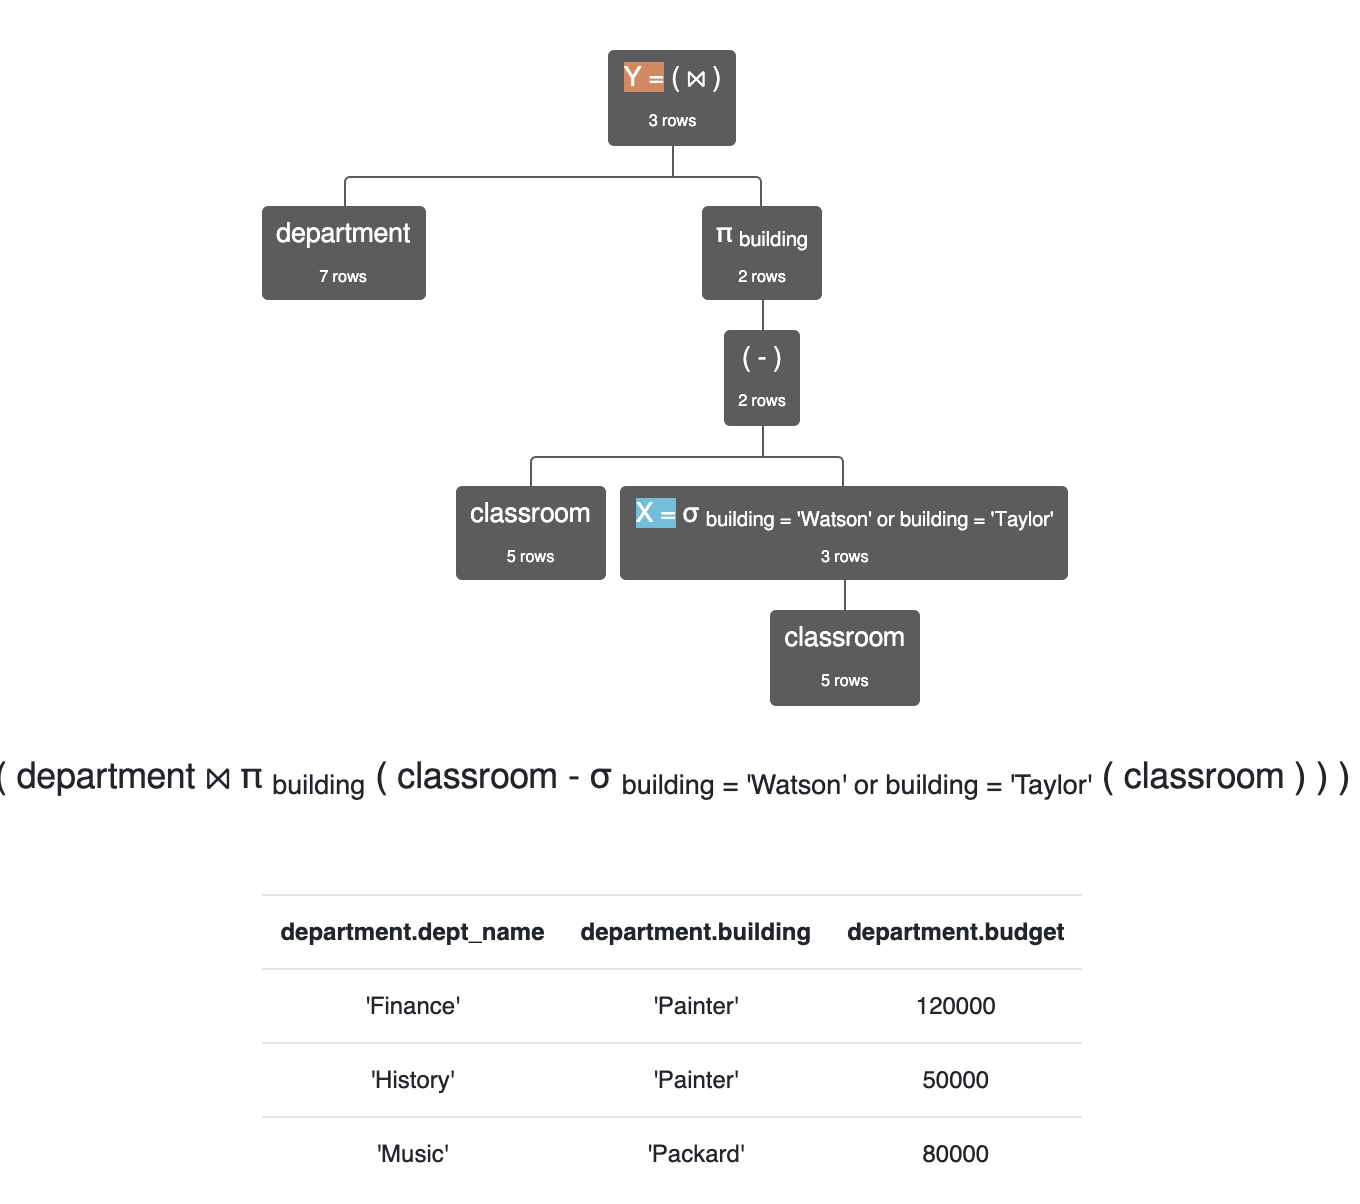 Y = ( ⋈ )
3 rows
department
7 rows
π building
2 rows
( - )
2 rows
classroom
5 rows
X = σ building = 'Watson' or building = 'Taylor'
3 rows
classroom
5 rows
( department ⋈ π building ( classroom - σ building = 'Watson' or building = 'Taylor' ( classroom ) ) )
department.dept_name department.building department.budget
'Finance' 'Painter' 120000
'History' 'Painter' 50000
'Music' 'Packard' 80000